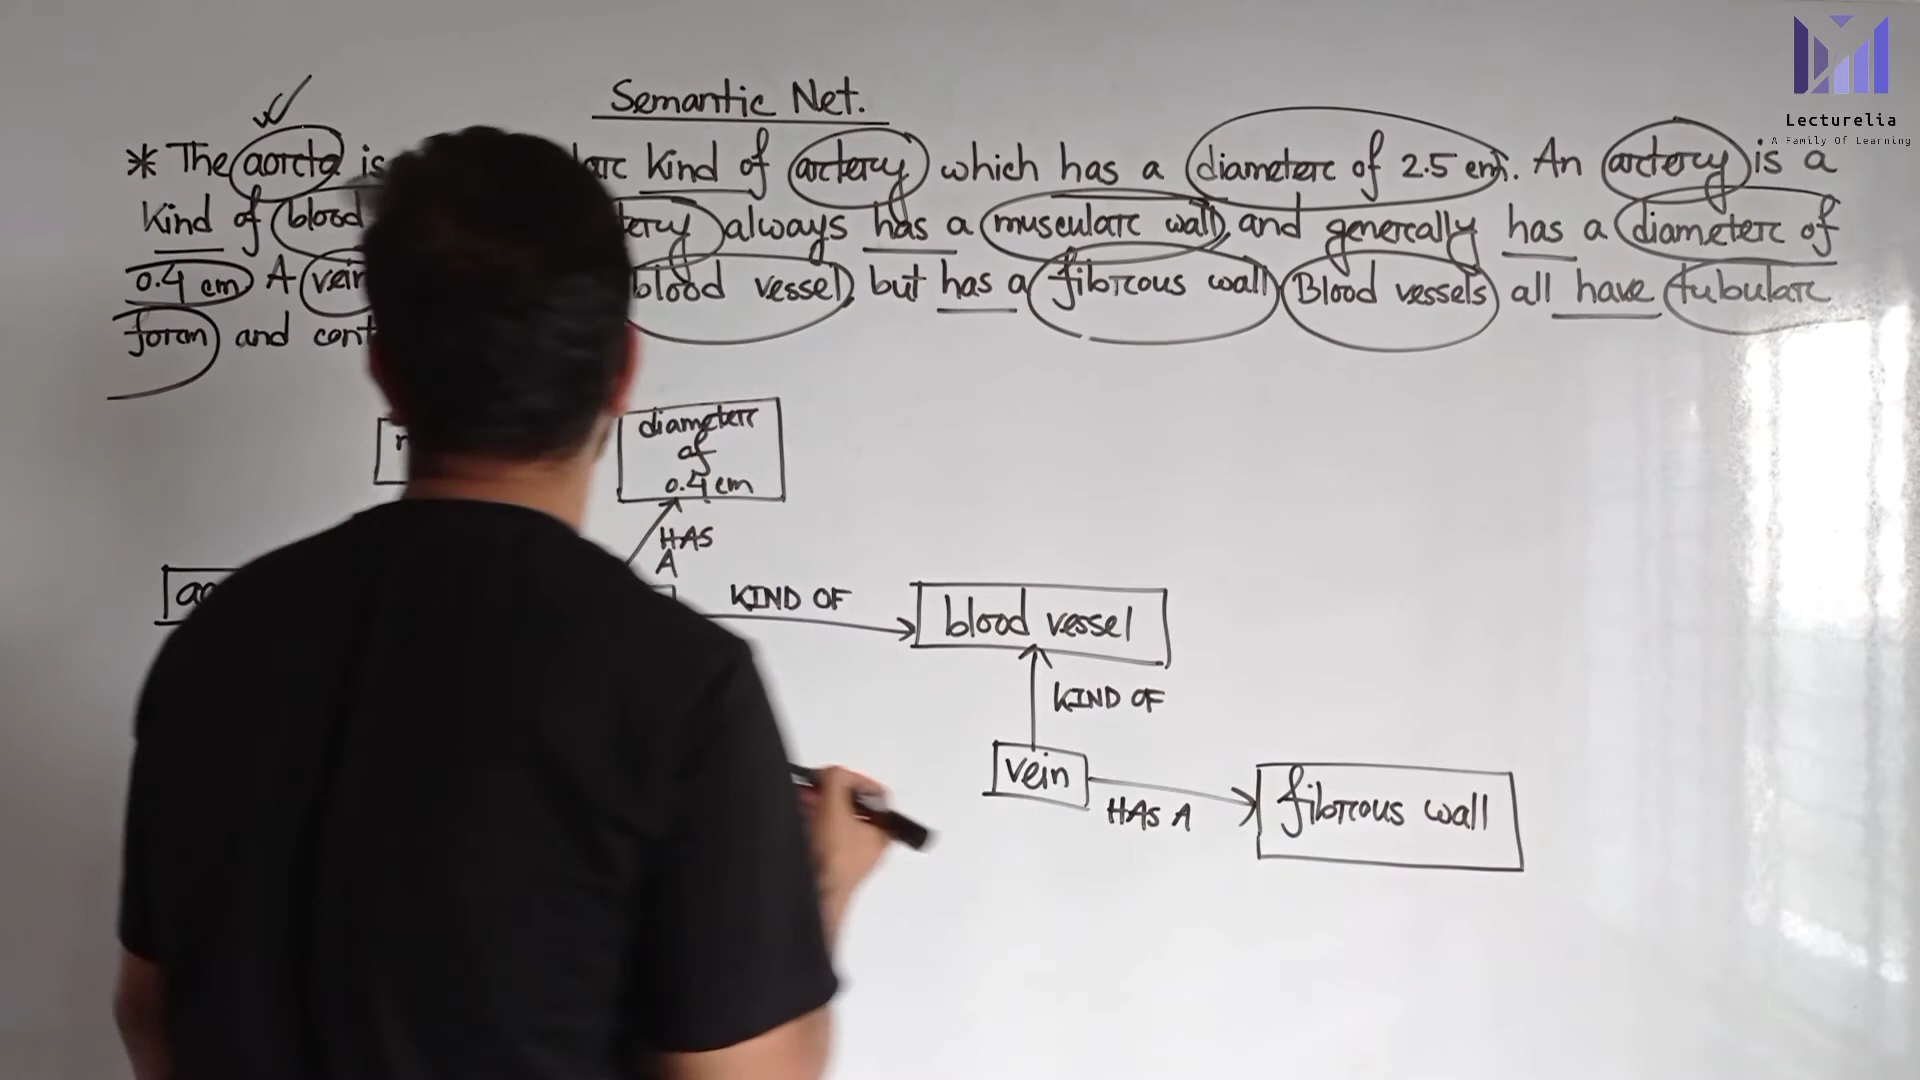 Lecturelia
A Family Of Learning
Semantic Net.
* The aorta is kind of artery which has a diameter of 2.5 cm. An artery is a
kind of blood always has a muscular wall, and generally has a diameter of
0.4 cm A vein blood vessel, but has a fibrous wall Blood vessels all have tubular
form and
diameter
of
0.4 cm
HAS
A
KIND OF
blood vessel
KIND OF
vein
HAS A
fibrous wall